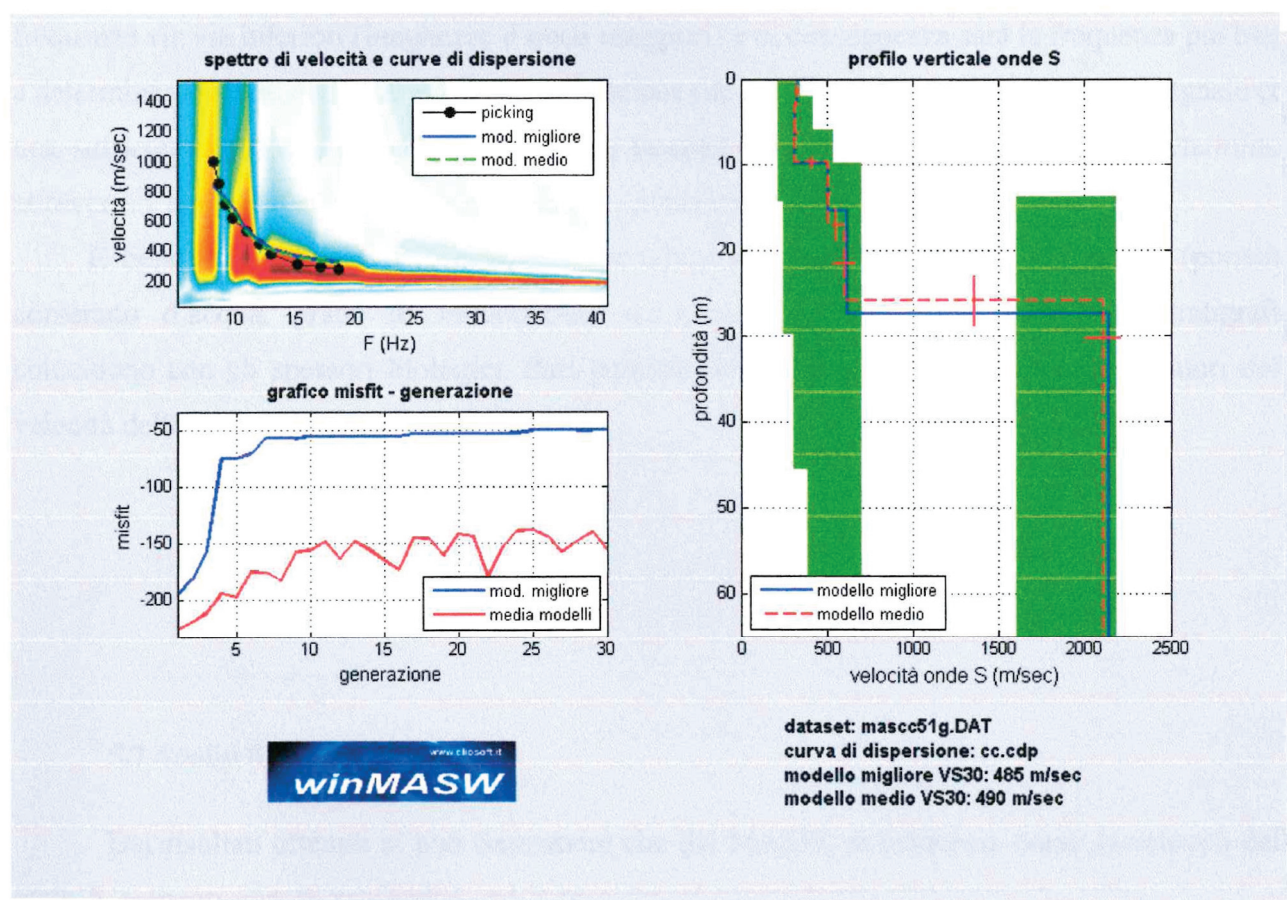 spettro di velocità e curve di dispersione
velocità (m/sec)
1400
1200
1000
800
600
400
200
picking
mod. migliore
mod. medio
10 15 20 25 30 35 40
F (Hz)
grafico misfit - generazione
misfit
-50
-100
-150
-200
mod. migliore
media modelli
5 10 15 20 25 30
generazione
profilo verticale onde S
profondità (m)
0
10
20
30
40
50
60
modello migliore
modello medio
0 500 1000 1500 2000 2500
velocità onde S (m/sec)
www.eliosoft.it
winMASW
dataset: mascc51g.DAT
curva di dispersione: cc.cdp
modello migliore VS30: 485 m/sec
modello medio VS30: 490 m/sec